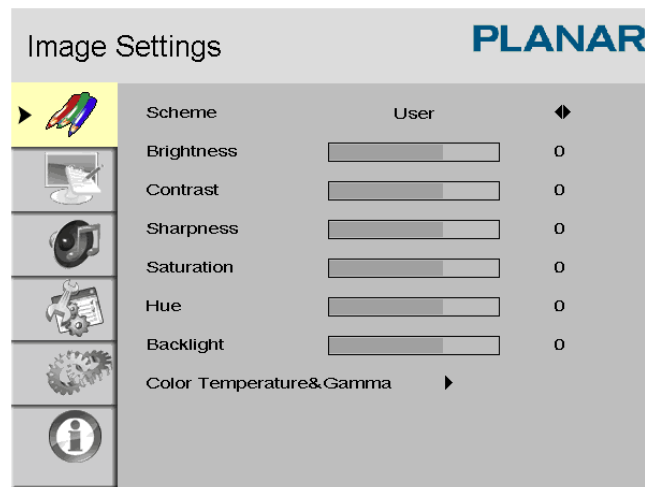 Image Settings
PLANAR
Scheme User
Brightness 0
Contrast 0
Sharpness 0
Saturation 0
Hue 0
Backlight 0
Color Temperature&Gamma